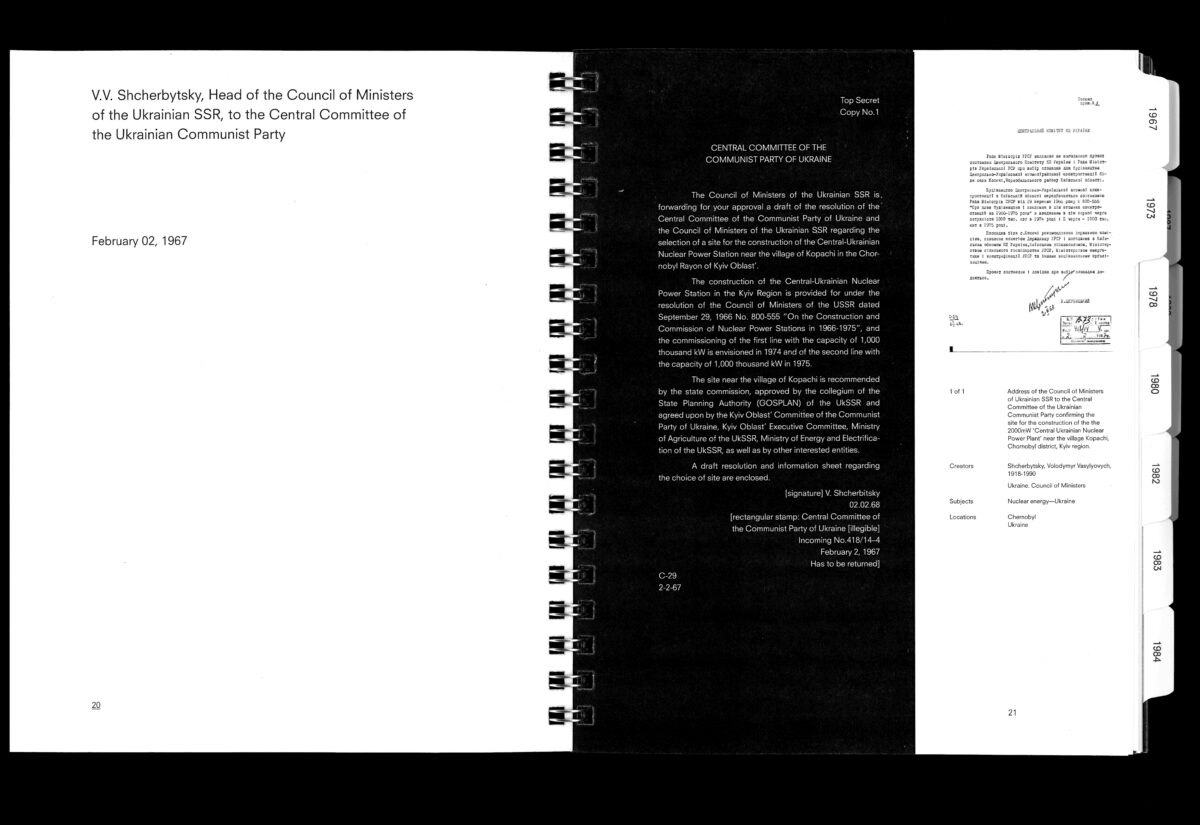 V.V. Shcherbytsky, Head of the Council of Ministers
of the Ukrainian SSR, to the Central Committee of
the Ukrainian Communist Party
February 02, 1967
20
Top Secret
Copy No.1
CENTRAL COMMITTEE OF THE
COMMUNIST PARTY OF UKRAINE
The Council of Ministers of the Ukrainian SSR is
forwarding for your approval a draft of the resolution of the
Central Committee of the Communist Party of Ukraine and
the Council of Ministers of the Ukrainian SSR regarding the
selection of a site for the construction of the Central-Ukrainian
Nuclear Power Station near the village of Kopachi in the Chor-
nobyl Rayon of Kyiv Oblast'.
The construction of the Central-Ukrainian Nuclear
Power Station in the Kyiv Region is provided for under the
resolution of the Council of Ministers of the USSR dated
September 29, 1966 No. 800-555 "On the Construction and
Commission of Nuclear Power Stations in 1966-1975", and
the commissioning of the first line with the capacity of 1,000
thousand kW is envisioned in 1974 and of the second line with
the capacity of 1,000 thousand kW in 1975.
The site near the village of Kopachi is recommended
by the state commission, approved by the collegium of the
State Planning Authority (GOSPLAN) of the UkSSR and
agreed upon by the Kyiv Oblast' Committee of the Communist
Party of Ukraine, Kyiv Oblast' Executive Committee, Ministry
of Agriculture of the UkSSR, Ministry of Energy and Electrifica-
tion of the UkSSR, as well as by other interested entities.
A draft resolution and information sheet regarding
the choice of site are enclosed.
[signature] V. Shcherbitsky
02.02.68
[rectangular stamp: Central Committee of
the Communist Party of Ukraine [illegible]
Incoming No.418/14-4
February 2, 1967
Has to be returned]
C-29
2-2-67
ЦЕНТРАЛЬНИЙ КОМІТЕТ КП УКРАЇНИ
1 of 1
Address of the Council of Ministers
of Ukrainian SSR to the Central
Committee of the Ukrainian
Communist Party confirming the
site for the construction of the the
2000mW 'Central Ukrainian Nuclear
Power Plant' near the village Kopachi,
Chornobyl district, Kyiv region.
Creators
Shcherbytsky, Volodymyr Vasylyovych,
1918-1990
Ukraine. Council of Ministers
Subjects
Nuclear energy—Ukraine
Locations
Chernobyl
Ukraine
21
1967
1973
1978
1980
1982
1983
1984